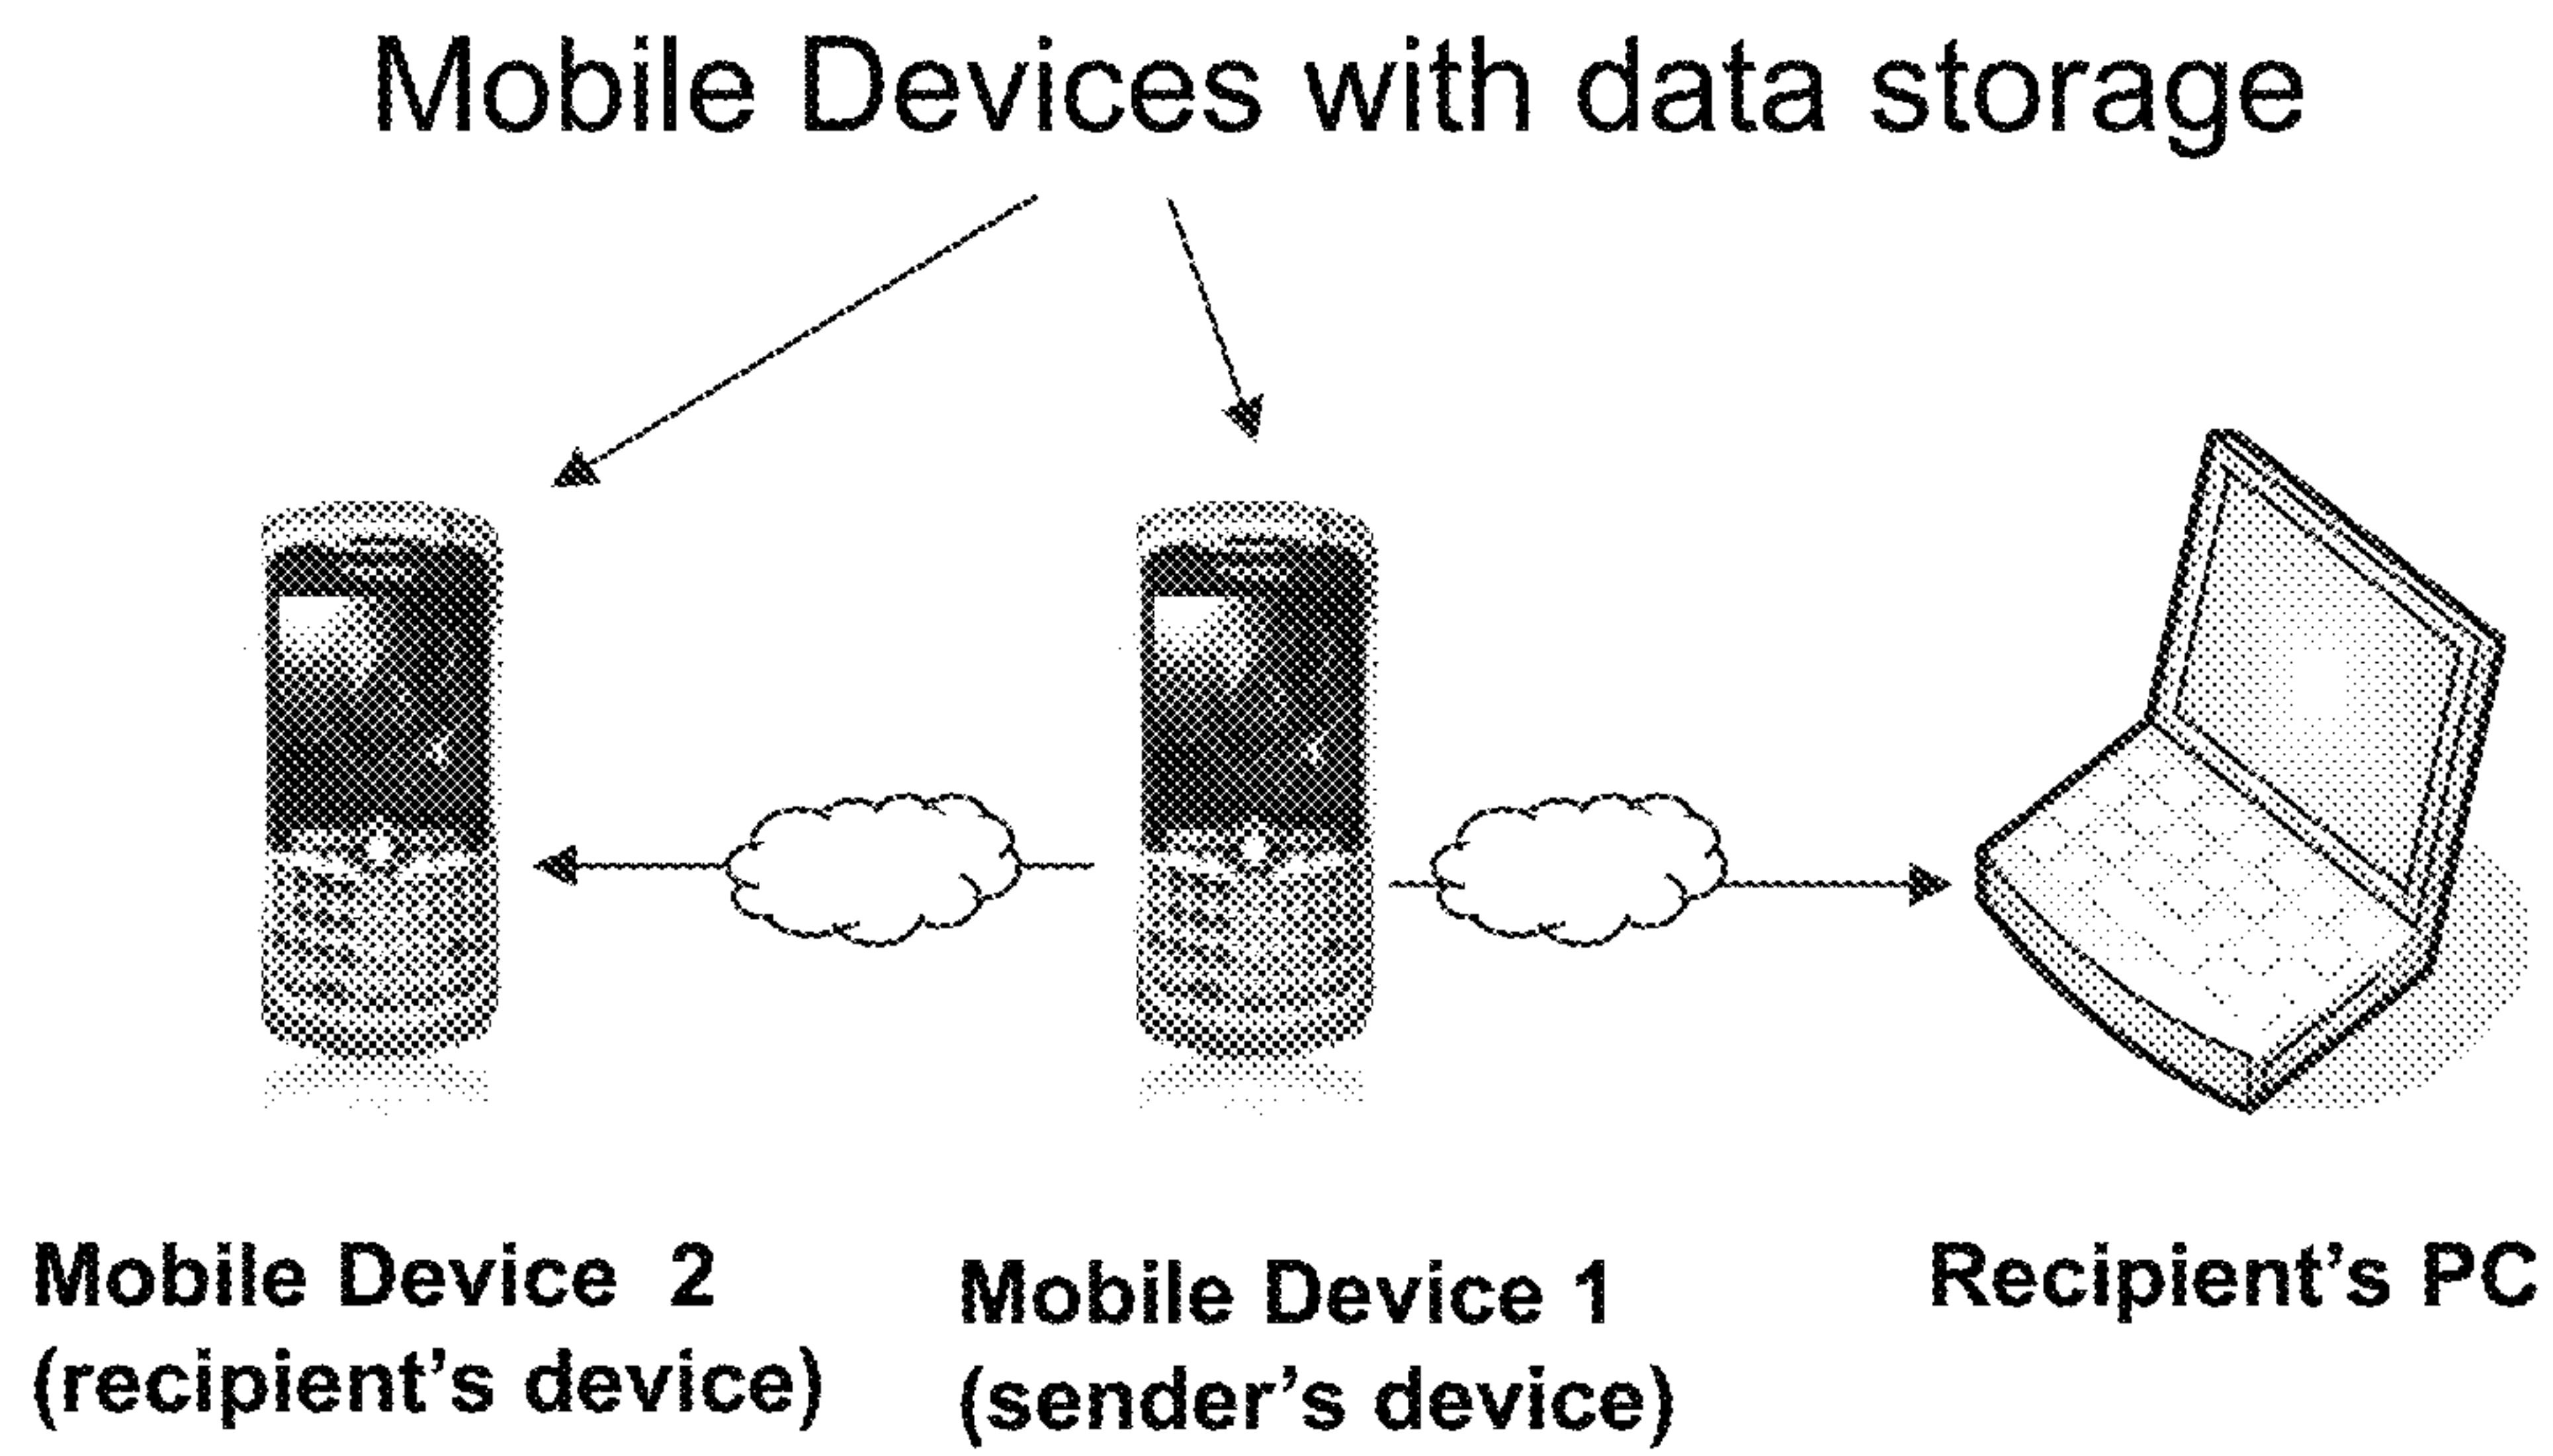 Mobile Devices with data storage
Mobile Device 2
(recipient's device)
Mobile Device 1
(sender's device)
Recipient's PC